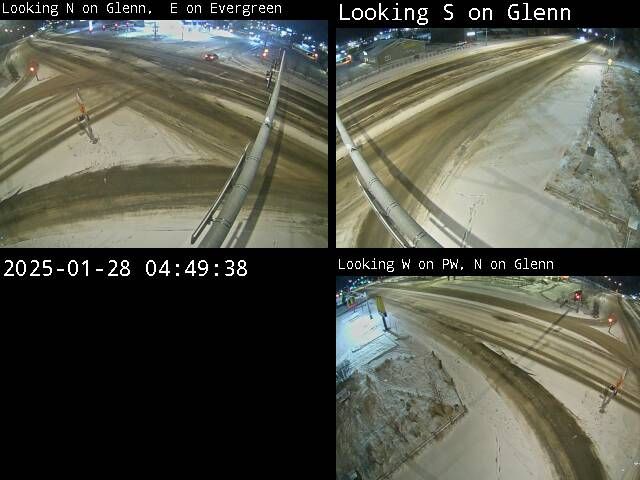 Looking N on Glenn,  E on Evergreen
Looking S on Glenn
2025-01-28 04:49:38
Looking W on PW, N on Glenn